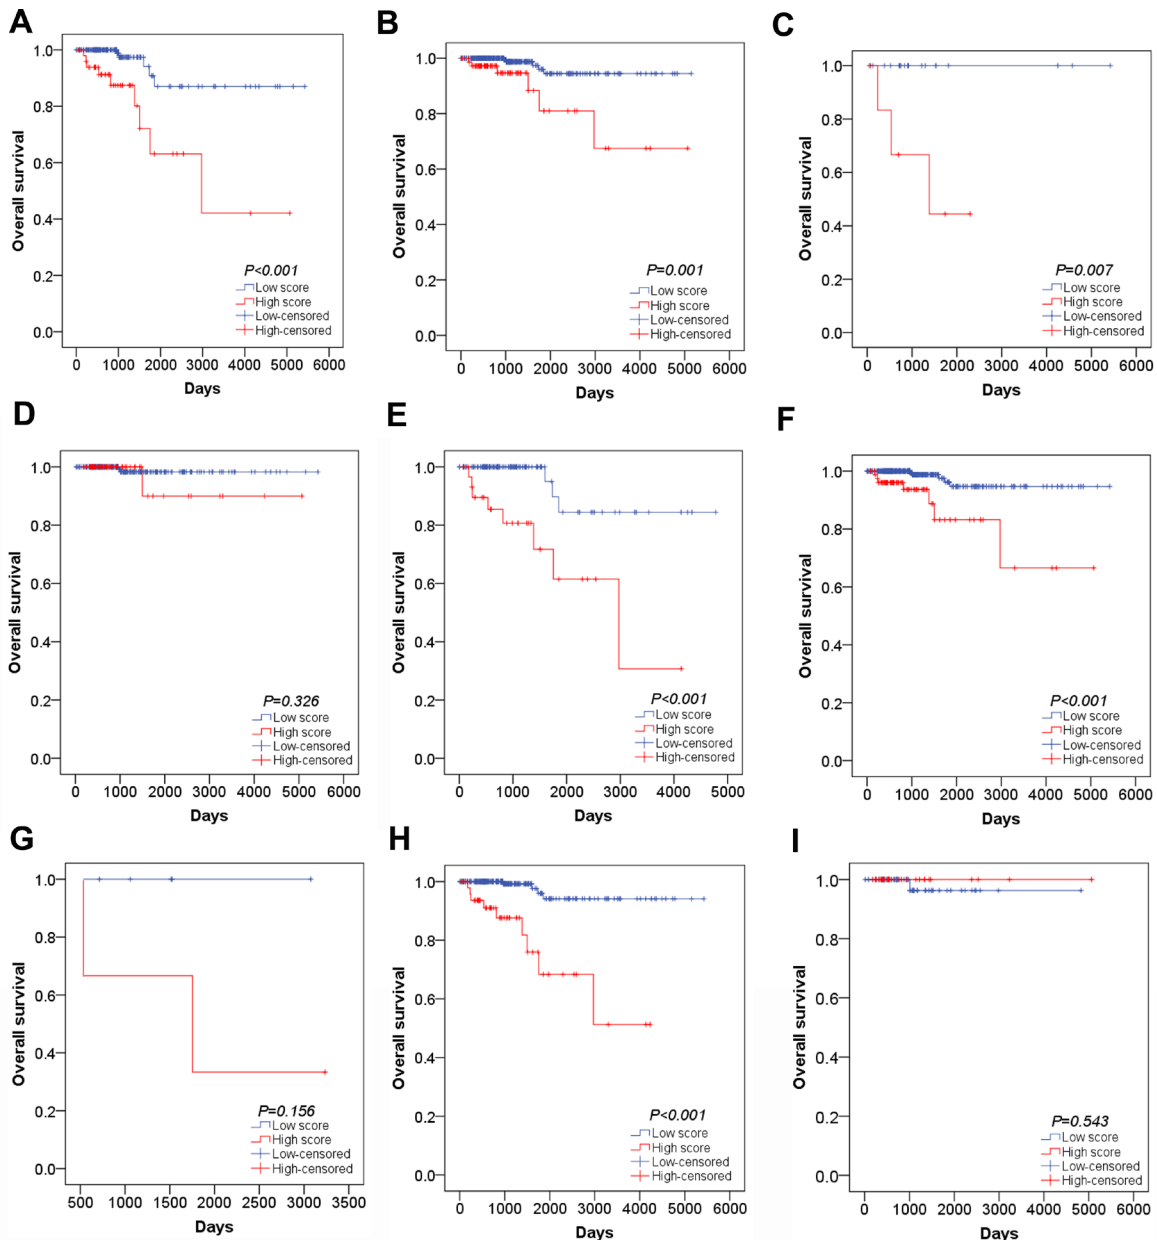 A
Overall survival
1.0
0.8
0.6
0.4
0.2
0.0
P<0.001
Low score
High score
Low-censored
High-censored
0 1000 2000 3000 4000 5000 6000
Days
B
Overall survival
1.0
0.8
0.6
0.4
0.2
0.0
P=0.001
Low score
High score
Low-censored
High-censored
0 1000 2000 3000 4000 5000 6000
Days
C
Overall survival
1.0
0.8
0.6
0.4
0.2
0.0
P=0.007
Low score
High score
Low-censored
High-censored
0 1000 2000 3000 4000 5000 6000
Days
D
Overall survival
1.0
0.8
0.6
0.4
0.2
0.0
P=0.326
Low score
High score
Low-censored
High-censored
0 1000 2000 3000 4000 5000 6000
Days
E
Overall survival
1.0
0.8
0.6
0.4
0.2
0.0
P<0.001
Low score
High score
Low-censored
High-censored
0 1000 2000 3000 4000 5000
Days
F
Overall survival
1.0
0.8
0.6
0.4
0.2
0.0
P<0.001
Low score
High score
Low-censored
High-censored
0 1000 2000 3000 4000 5000 6000
Days
G
Overall survival
1.0
0.8
0.6
0.4
0.2
0.0
P=0.156
Low score
High score
Low-censored
High-censored
500 1000 1500 2000 2500 3000 3500
Days
H
Overall survival
1.0
0.8
0.6
0.4
0.2
0.0
P<0.001
Low score
High score
Low-censored
High-censored
0 1000 2000 3000 4000 5000 6000
Days
I
Overall survival
1.0
0.8
0.6
0.4
0.2
0.0
P=0.543
Low score
High score
Low-censored
High-censored
0 1000 2000 3000 4000 5000 6000
Days